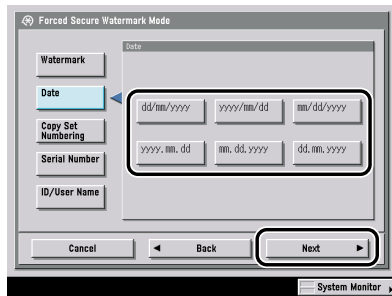 Forced Secure Watermark Mode
Date
Watermark
Date
Copy Set
Numbering
Serial Number
ID/User Name
dd/mm/yyyy yyyy/mm/dd mm/dd/yyyy
yyyy.mm.dd mm.dd.yyyy dd.mm.yyyy
Cancel Back Next
System Monitor